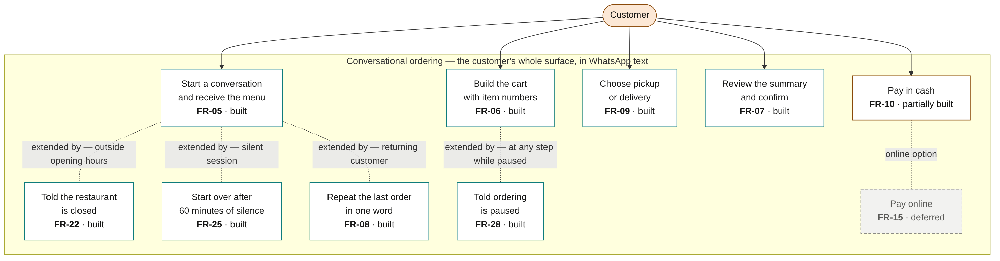 Customer
Conversational ordering — the customer's whole surface, in WhatsApp text
Start a conversation
and receive the menu
FR-05 · built
Build the cart
with item numbers
FR-06 · built
Choose pickup
or delivery
FR-09 · built
Review the summary
and confirm
FR-07 · built
Pay in cash
FR-10 · partially built
extended by — outside
opening hours
extended by — silent
session
extended by — returning
customer
extended by — at any step
while paused
online option
Told the restaurant
is closed
FR-22 · built
Start over after
60 minutes of silence
FR-25 · built
Repeat the last order
in one word
FR-08 · built
Told ordering
is paused
FR-28 · built
Pay online
FR-15 · deferred